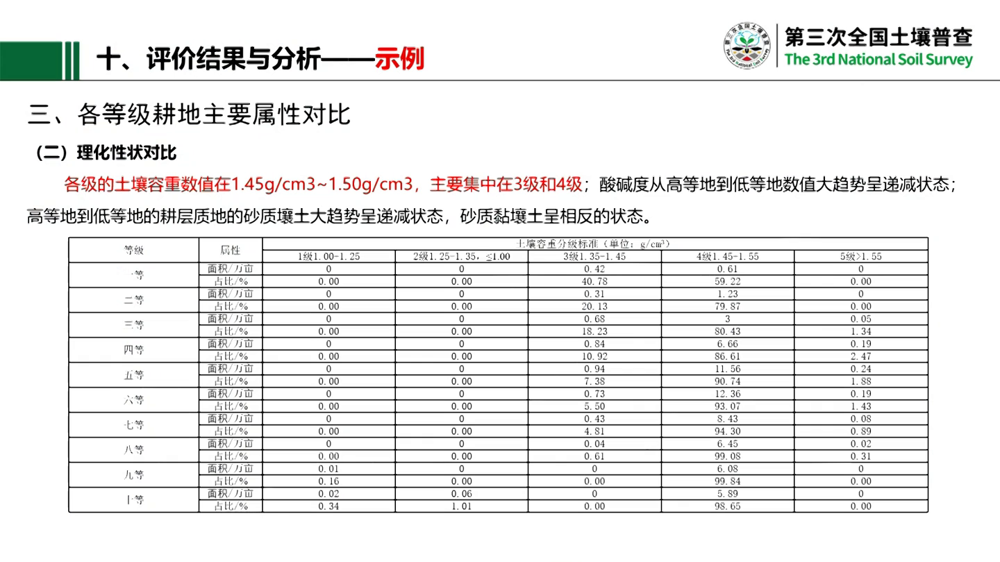 十、评价结果与分析——示例
第三次全国土壤普查
The 3rd National Soil Survey
三、各等级耕地主要属性对比
（二）理化性状对比
各级的土壤容重数值在1.45g/cm3~1.50g/cm3，主要集中在3级和4级；酸碱度从高等地到低等地数值大趋势呈递减状态；
高等地到低等地的耕层质地的砂质壤土大趋势呈递减状态，砂质黏壤土呈相反的状态。
等级 属性 土壤容重分级标准（单位：g/cm³）
1级1.00-1.25 2级1.25-1.35，≦1.00 3级1.35-1.45 4级1.45-1.55 5级>1.55
一等 面积/万亩 0 0 0.42 0.61 0
占比/% 0.00 0.00 40.78 59.22 0.00
二等 面积/万亩 0 0 0.31 1.23 0
占比/% 0.00 0.00 20.13 79.87 0.00
三等 面积/万亩 0 0 0.68 3 0.05
占比/% 0.00 0.00 18.23 80.43 1.34
四等 面积/万亩 0 0 0.84 6.66 0.19
占比/% 0.00 0.00 10.92 86.61 2.47
五等 面积/万亩 0 0 0.94 11.56 0.24
占比/% 0.00 0.00 7.38 90.74 1.88
六等 面积/万亩 0 0 0.73 12.36 0.19
占比/% 0.00 0.00 5.50 93.07 1.43
七等 面积/万亩 0 0 0.43 8.43 0.08
占比/% 0.00 0.00 4.81 94.30 0.89
八等 面积/万亩 0 0 0.04 6.45 0.02
占比/% 0.00 0.00 0.61 99.08 0.31
九等 面积/万亩 0.01 0 0 6.08 0
占比/% 0.16 0.00 0.00 99.84 0.00
十等 面积/万亩 0.02 0.06 0 5.89 0
占比/% 0.34 1.01 0.00 98.65 0.00